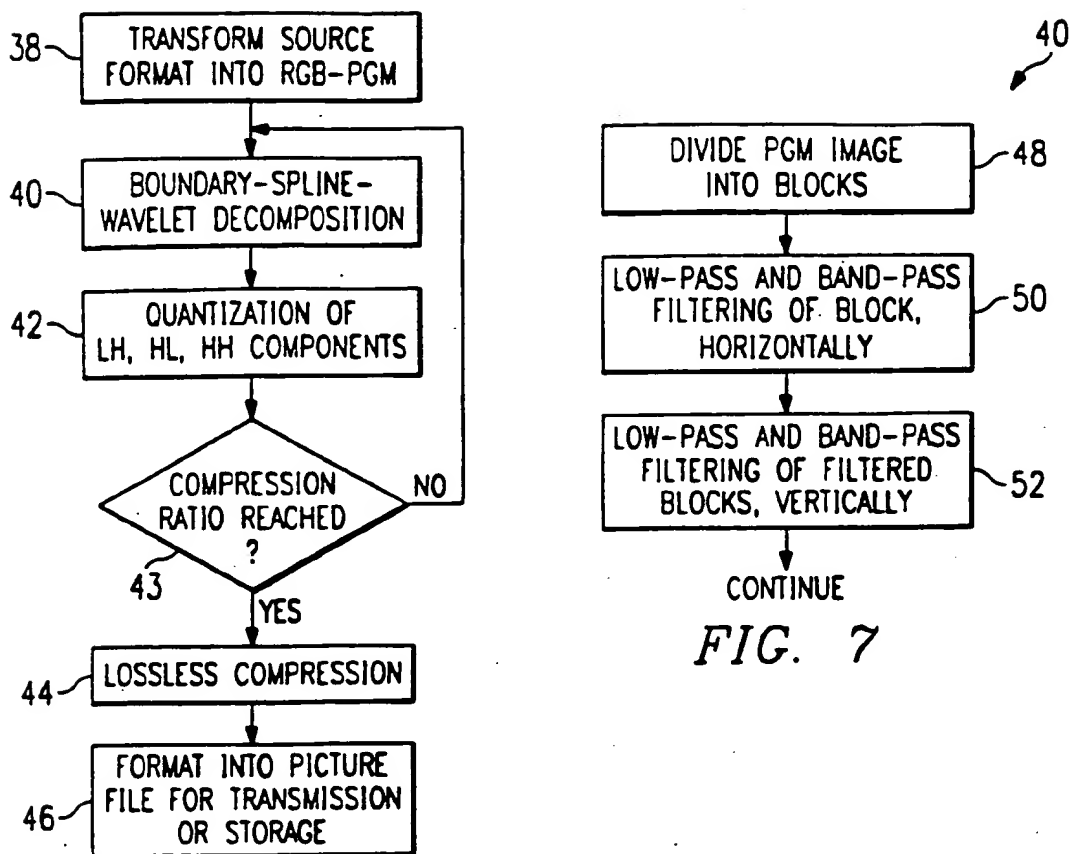 38
TRANSFORM SOURCE
FORMAT INTO RGB-PGM
40
BOUNDARY-SPLINE-
WAVELET DECOMPOSITION
42
QUANTIZATION OF
LH, HL, HH COMPONENTS
COMPRESSION
RATIO REACHED
?
NO
43
YES
44
LOSSLESS COMPRESSION
46
FORMAT INTO PICTURE
FILE FOR TRANSMISSION
OR STORAGE
40
DIVIDE PGM IMAGE
INTO BLOCKS
48
LOW-PASS AND BAND-PASS
FILTERING OF BLOCK,
HORIZONTALLY
50
LOW-PASS AND BAND-PASS
FILTERING OF FILTERED
BLOCKS, VERTICALLY
52
CONTINUE
FIG. 7